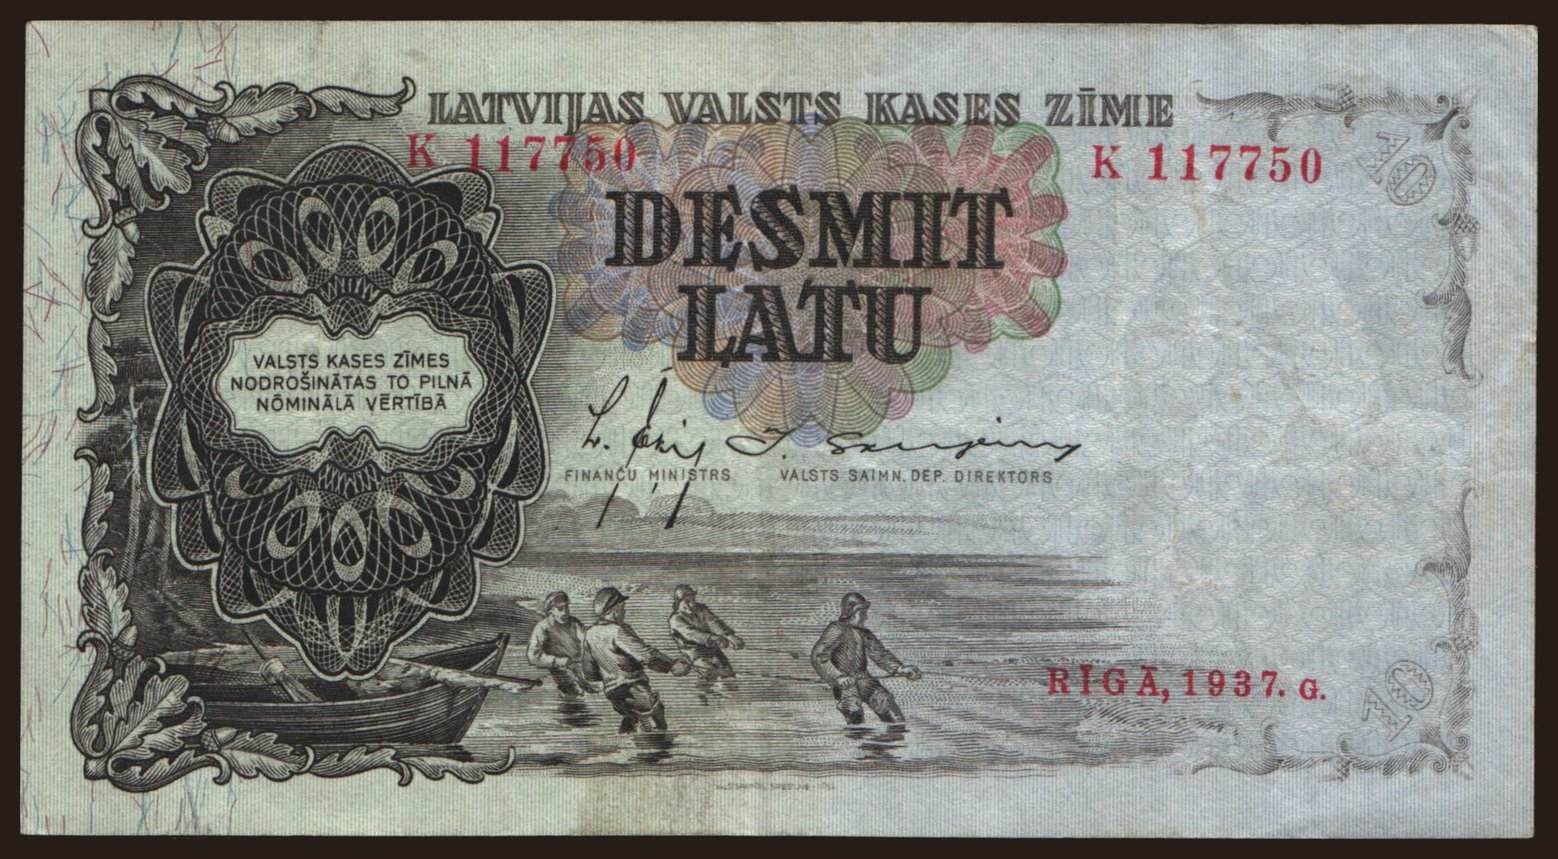 LATVIJAS VALSTS KASES ZĪME
K 117750
K 117750
10
DESMIT
LATU
VALSTS KASES ZĪMES
NODROŠINĀTAS TO PILNĀ
NŌMINĀLĀ VĒRTĪBĀ
FINANČU MINISTRS
VALSTS SAIMN. DEP. DIREKTORS
RĪGĀ, 1937. G.
10